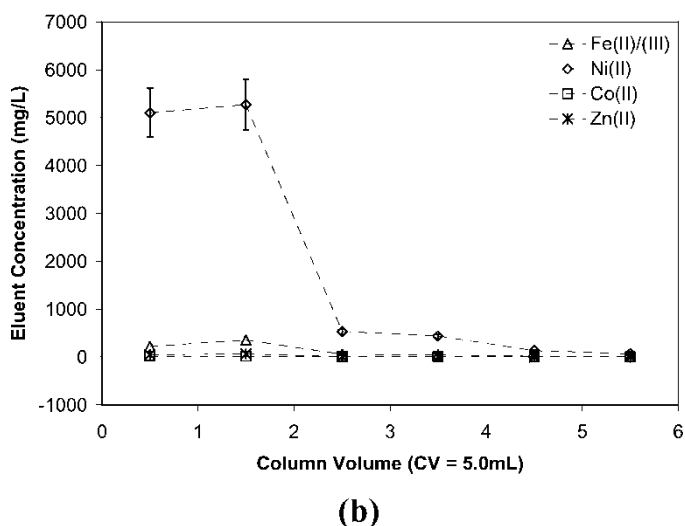 7000
6000
5000
4000
3000
2000
1000
0
-1000
Eluent Concentration (mg/L)
Fe(II)/(III)
Ni(II)
Co(II)
Zn(II)
0 1 2 3 4 5 6
Column Volume (CV = 5.0mL)
(b)